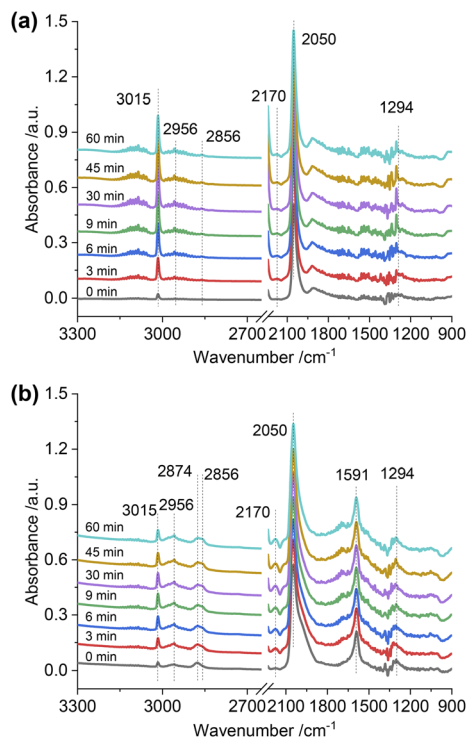 (a)
2050
3015
2170
2956
2856
1294
60 min
45 min
30 min
9 min
6 min
3 min
0 min
Absorbance /a.u.
1.5
1.2
0.9
0.6
0.3
0.0
3300 3000 2700 2100 1800 1500 1200 900
Wavenumber /cm⁻¹
(b)
2050
2874
2856
1591
3015
2956
2170
1294
60 min
45 min
30 min
9 min
6 min
3 min
0 min
Absorbance /a.u.
1.5
1.2
0.9
0.6
0.3
0.0
3300 3000 2700 2100 1800 1500 1200 900
Wavenumber /cm⁻¹